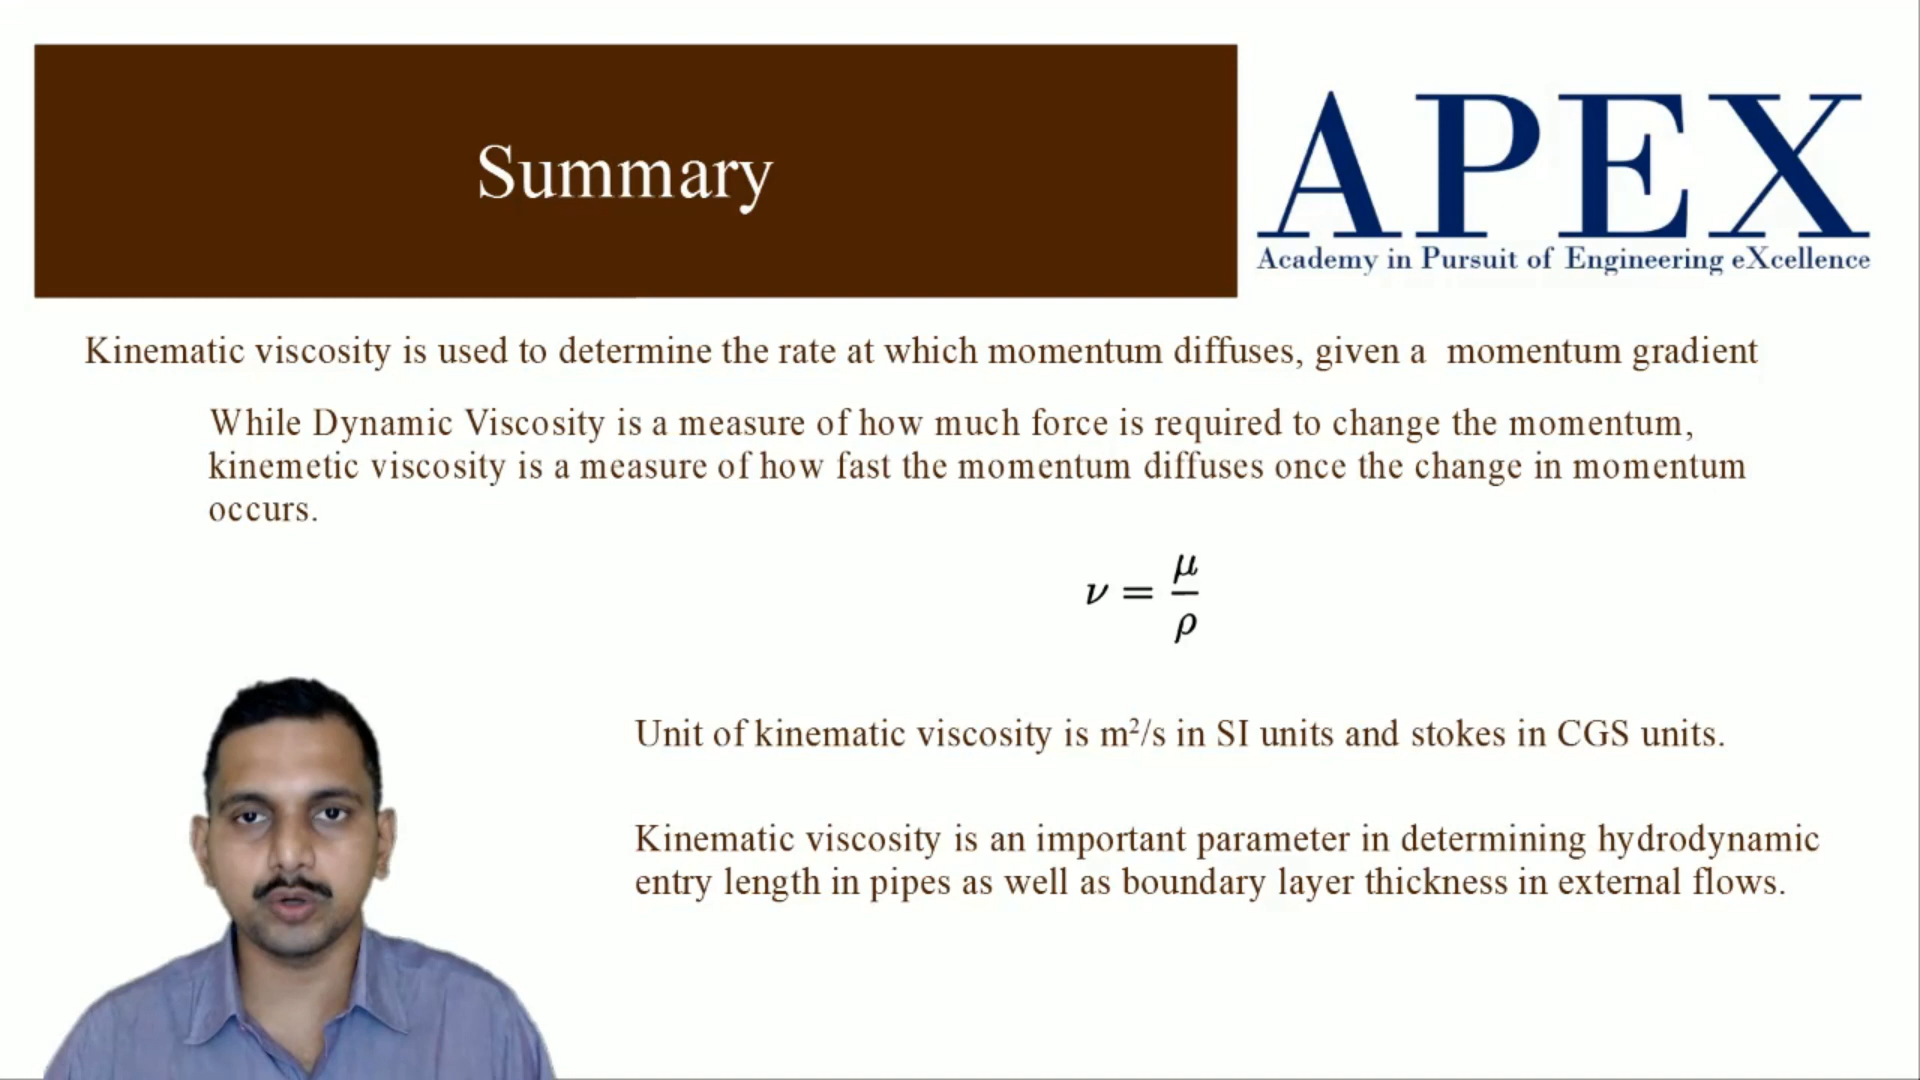 Summary
APEX
Academy in Pursuit of Engineering eXcellence
Kinematic viscosity is used to determine the rate at which momentum diffuses, given a momentum gradient
While Dynamic Viscosity is a measure of how much force is required to change the momentum,
kinemetic viscosity is a measure of how fast the momentum diffuses once the change in momentum
occurs.
ν = μ/ρ
Unit of kinematic viscosity is m²/s in SI units and stokes in CGS units.
Kinematic viscosity is an important parameter in determining hydrodynamic
entry length in pipes as well as boundary layer thickness in external flows.